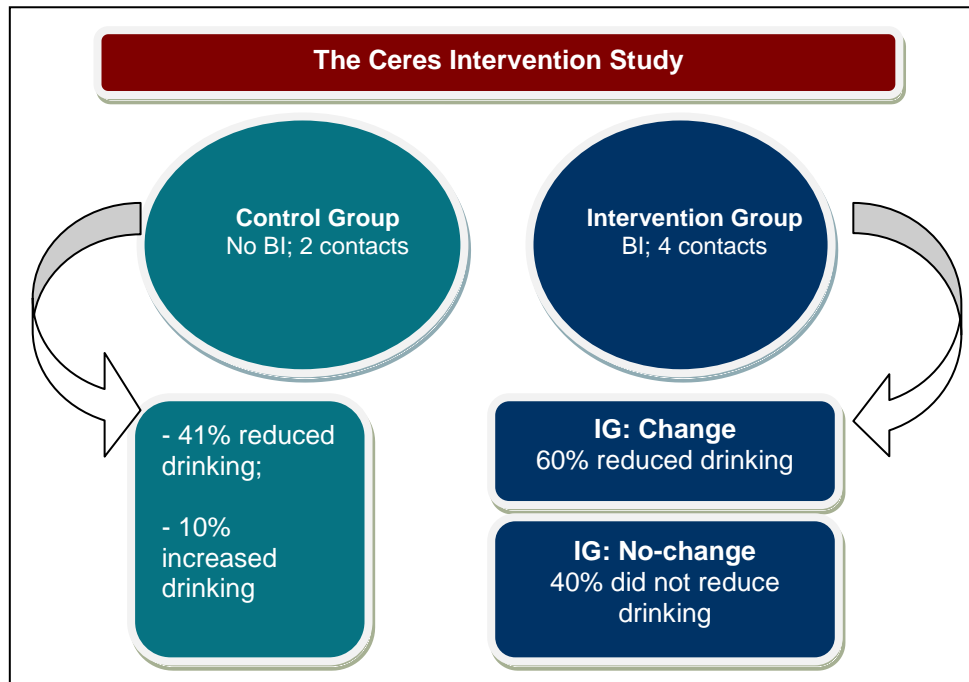 The Ceres Intervention Study
Control Group
No BI; 2 contacts
Intervention Group
BI; 4 contacts
- 41% reduced
drinking;
- 10%
increased
drinking
IG: Change
60% reduced drinking
IG: No-change
40% did not reduce
drinking